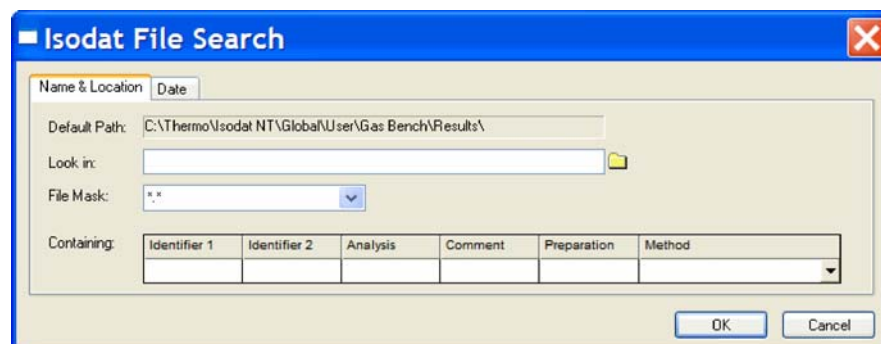 Isodat File Search
Name & Location Date
Default Path: C:\Thermo\Isodat NT\Global\User\Gas Bench\Results\
Look in:
File Mask: *.*
Containing: Identifier 1 Identifier 2 Analysis Comment Preparation Method
OK Cancel